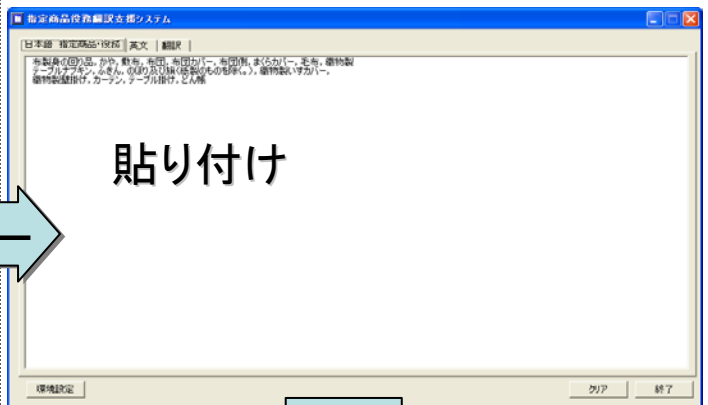 指定商品役務翻訳支援システム
日本語 指定商品・役務 英文 翻訳
布製身の回り品，かや，敷布，布団，布団カバー，布団側，まくらカバー，毛布，織物製
テーブルナプキン，ふきん，のぼり及び旗（紙製のものを除く。），織物製いすカバー，
織物製壁掛け，カーテン，テーブル掛け，どん帳
貼り付け
ー
環境設定 クリア 終了